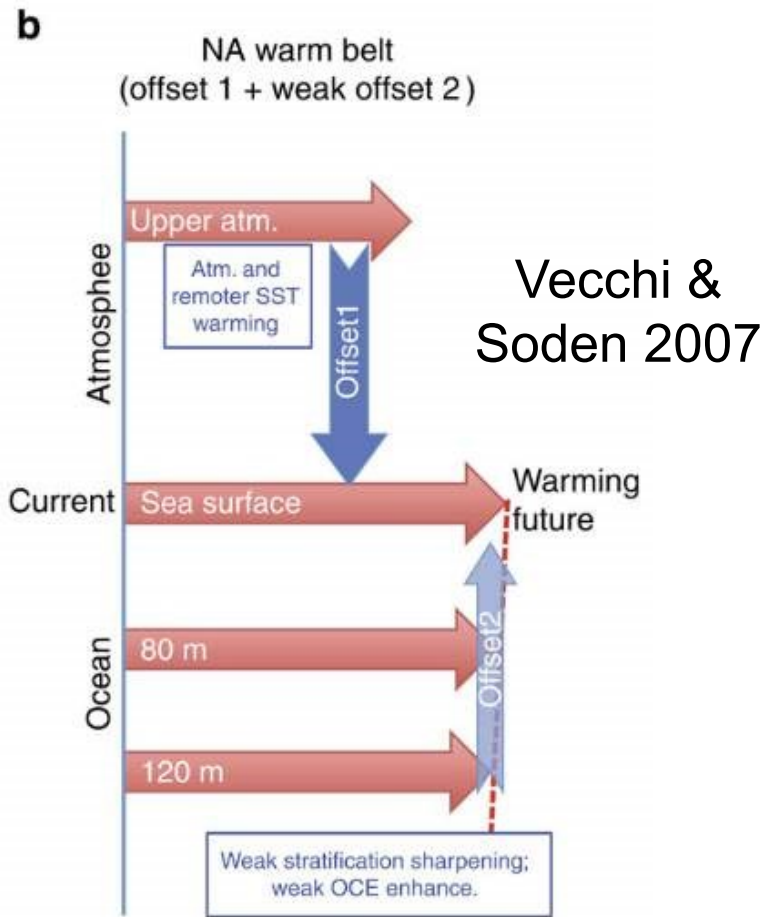 b
NA warm belt
(offset 1 + weak offset 2)
Upper atm.
Atm. and
remoter SST
warming
Offset1
Atmosphee
Vecchi &
Soden 2007
Current
Sea surface
Warming
future
80 m
Offset2
Ocean
120 m
Weak stratification sharpening;
weak OCE enhance.